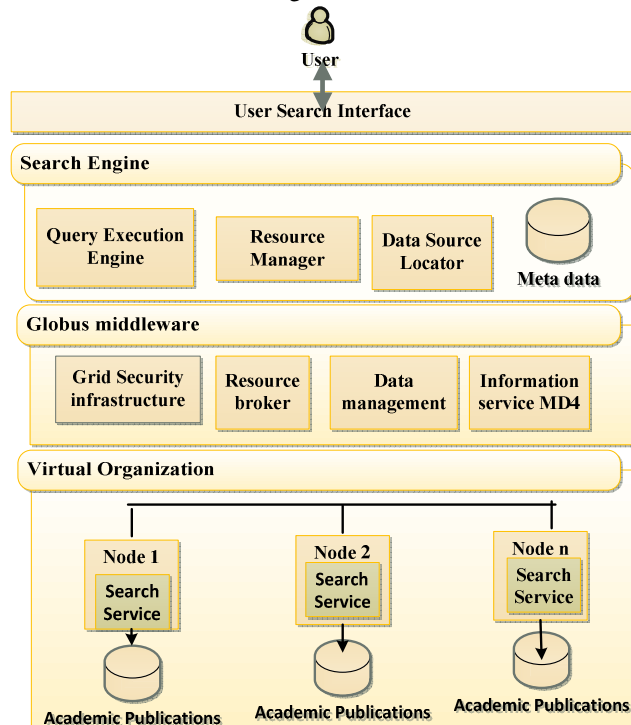 User
User Search Interface
Search Engine
Query Execution
Engine
Resource
Manager
Data Source
Locator
Meta data
Globus middleware
Grid Security
infrastructure
Resource
broker
Data
management
Information
service MD4
Virtual Organization
Node 1
Search
Service
Node 2
Search
Service
Node n
Search
Service
Academic Publications
Academic Publications
Academic Publications